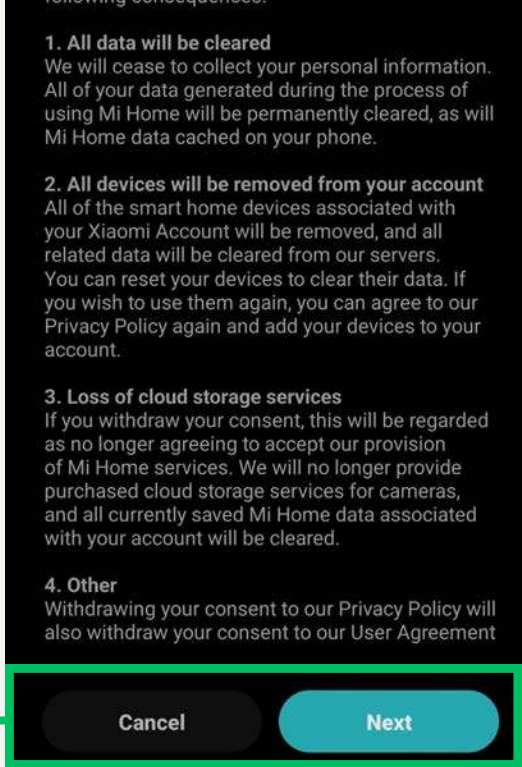 following consequences:
1. All data will be cleared
We will cease to collect your personal information.
All of your data generated during the process of
using Mi Home will be permanently cleared, as will
Mi Home data cached on your phone.
2. All devices will be removed from your account
All of the smart home devices associated with
your Xiaomi Account will be removed, and all
related data will be cleared from our servers.
You can reset your devices to clear their data. If
you wish to use them again, you can agree to our
Privacy Policy again and add your devices to your
account.
3. Loss of cloud storage services
If you withdraw your consent, this will be regarded
as no longer agreeing to accept our provision
of Mi Home services. We will no longer provide
purchased cloud storage services for cameras,
and all currently saved Mi Home data associated
with your account will be cleared.
4. Other
Withdrawing your consent to our Privacy Policy will
also withdraw your consent to our User Agreement
Cancel
Next